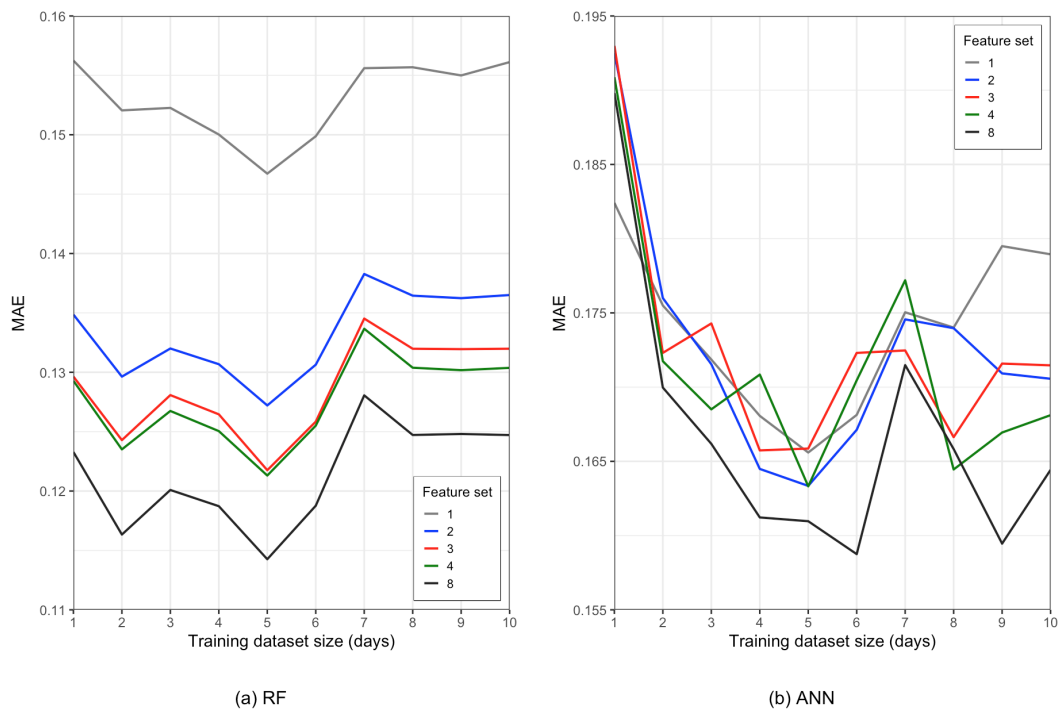 0.16
0.15
0.14
0.13
0.12
0.11
MAE
1 2 3 4 5 6 7 8 9 10
Training dataset size (days)
Feature set
1
2
3
4
8
(a) RF
0.195
0.185
0.175
0.165
0.155
MAE
1 2 3 4 5 6 7 8 9 10
Training dataset size (days)
Feature set
1
2
3
4
8
(b) ANN